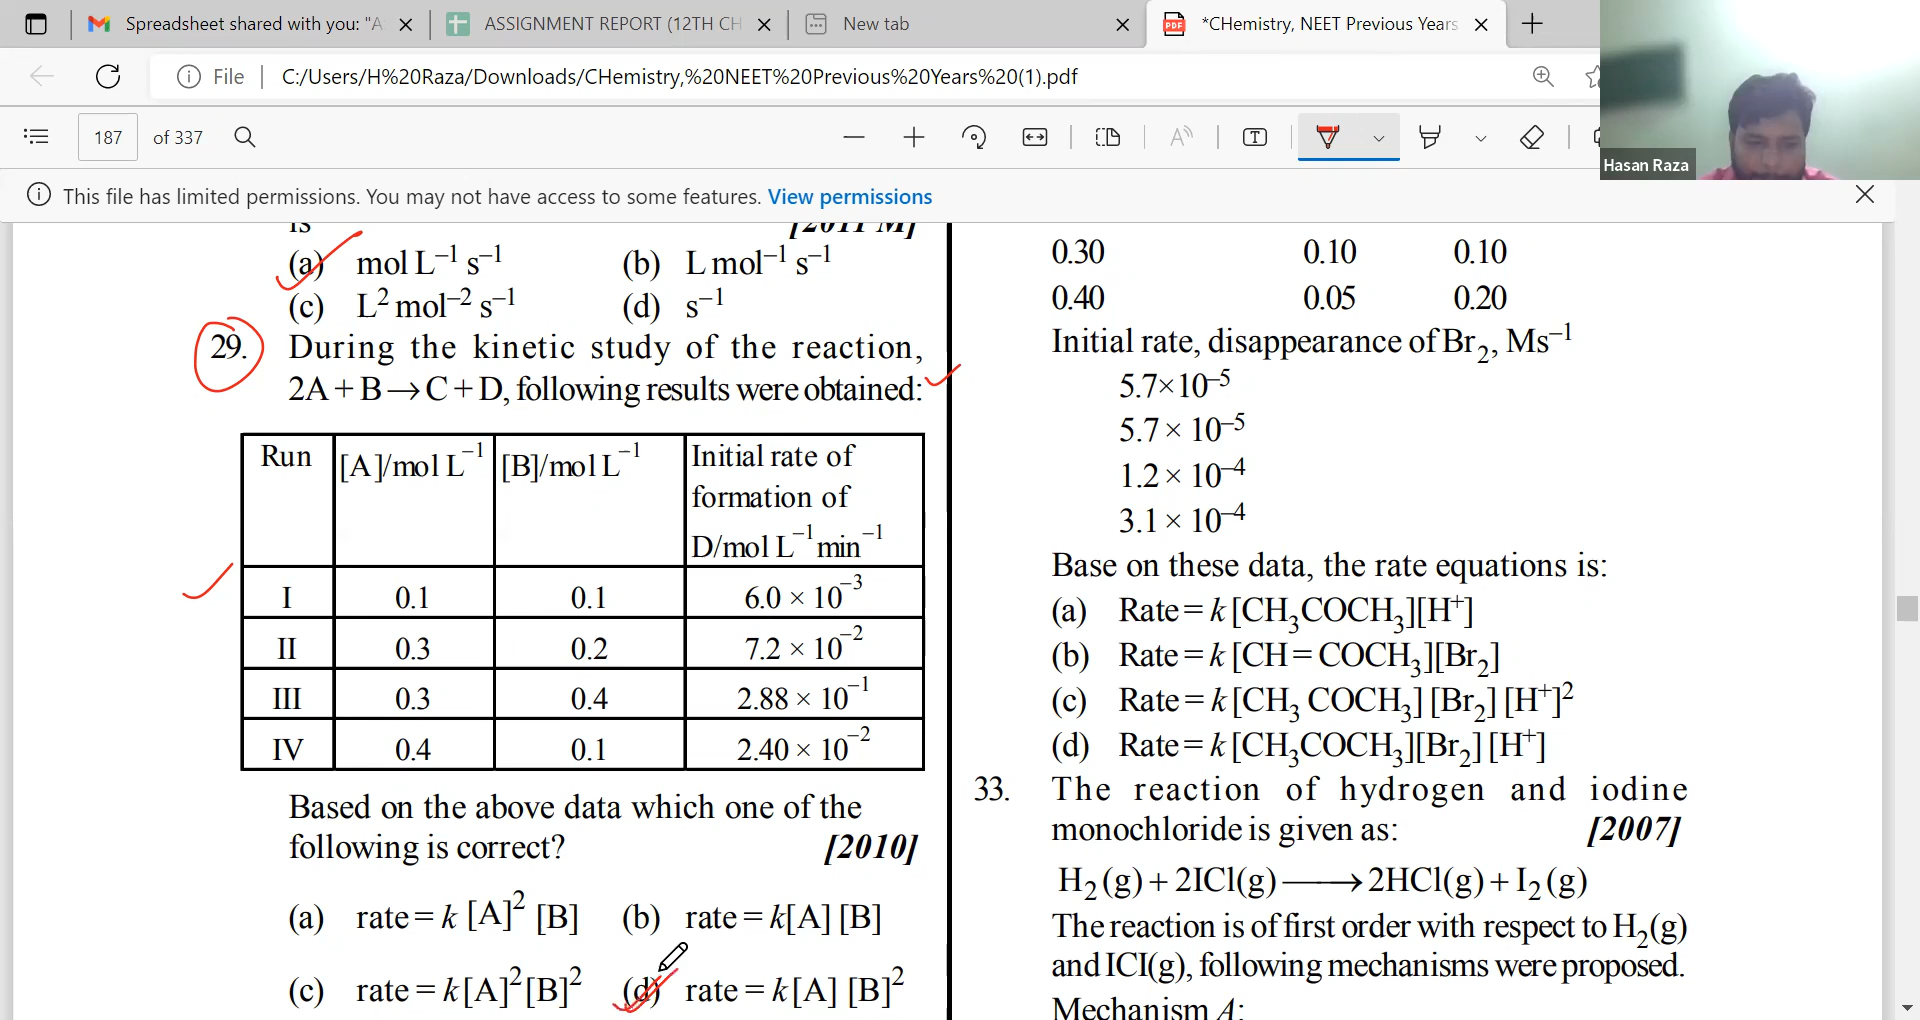 Spreadsheet shared with you: "A
ASSIGNMENT REPORT (12TH CH
New tab
*CHemistry, NEET Previous Years
File
C:/Users/H%20Raza/Downloads/CHemistry,%20NEET%20Previous%20Years%20(1).pdf
187 of 337
Hasan Raza
This file has limited permissions. You may not have access to some features. View permissions
is [2011 M]
(a) mol L⁻¹ s⁻¹ (b) L mol⁻¹ s⁻¹
(c) L² mol⁻² s⁻¹ (d) s⁻¹
29. During the kinetic study of the reaction,
2A + B → C + D, following results were obtained:
Run [A]/mol L⁻¹ [B]/mol L⁻¹ Initial rate of
formation of
D/mol L⁻¹ min⁻¹
I 0.1 0.1 6.0 × 10⁻³
II 0.3 0.2 7.2 × 10⁻²
III 0.3 0.4 2.88 × 10⁻¹
IV 0.4 0.1 2.40 × 10⁻²
Based on the above data which one of the
following is correct? [2010]
(a) rate = k [A]² [B] (b) rate = k[A] [B]
(c) rate = k[A]²[B]² (d) rate = k[A] [B]²
0.30 0.10 0.10
0.40 0.05 0.20
Initial rate, disappearance of Br₂, Ms⁻¹
5.7×10⁻⁵
5.7 × 10⁻⁵
1.2 × 10⁻⁴
3.1 × 10⁻⁴
Base on these data, the rate equations is:
(a) Rate = k [CH₃COCH₃][H⁺]
(b) Rate = k [CH = COCH₃][Br₂]
(c) Rate = k [CH₃ COCH₃] [Br₂] [H⁺]²
(d) Rate = k [CH₃COCH₃][Br₂] [H⁺]
33. The reaction of hydrogen and iodine
monochloride is given as: [2007]
H₂ (g) + 2ICl(g) ⟶ 2HCl(g) + I₂ (g)
The reaction is of first order with respect to H₂(g)
and ICI(g), following mechanisms were proposed.
Mechanism A: